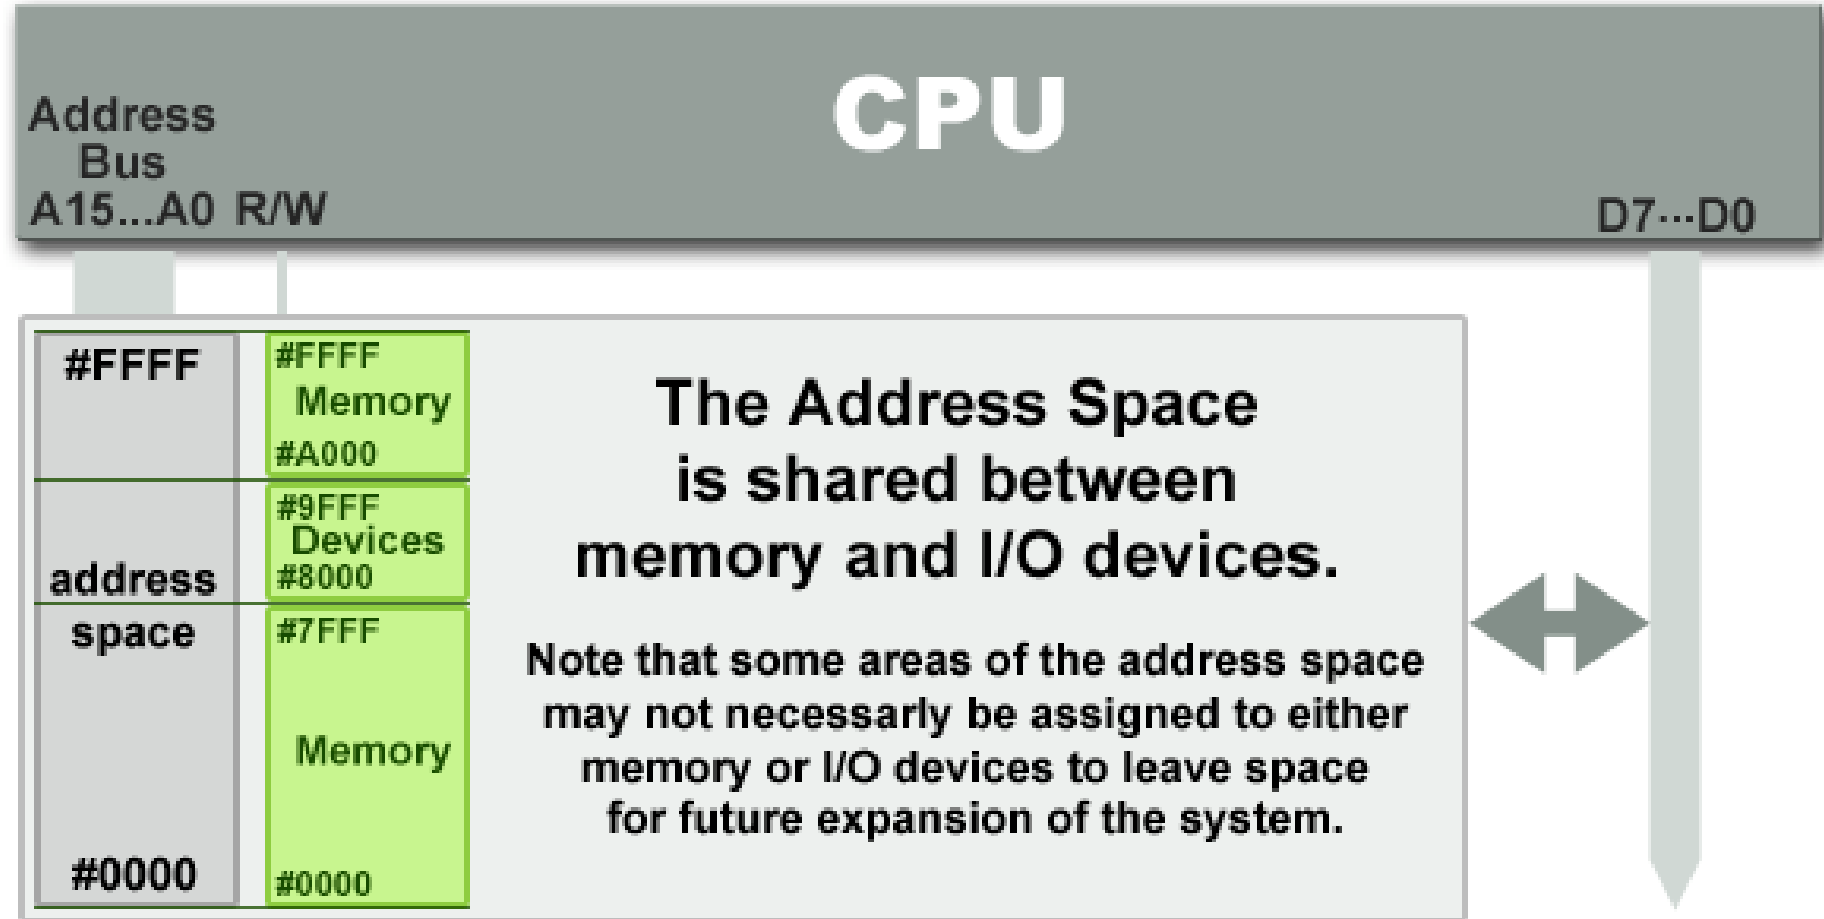 CPU
Address
Bus
A15...A0 R/W
D7...D0
#FFFF
address
space
#0000
#FFFF
Memory
#A000
#9FFF
Devices
#8000
#7FFF
Memory
#0000
The Address Space
is shared between
memory and I/O devices.
Note that some areas of the address space
may not necessarly be assigned to either
memory or I/O devices to leave space
for future expansion of the system.